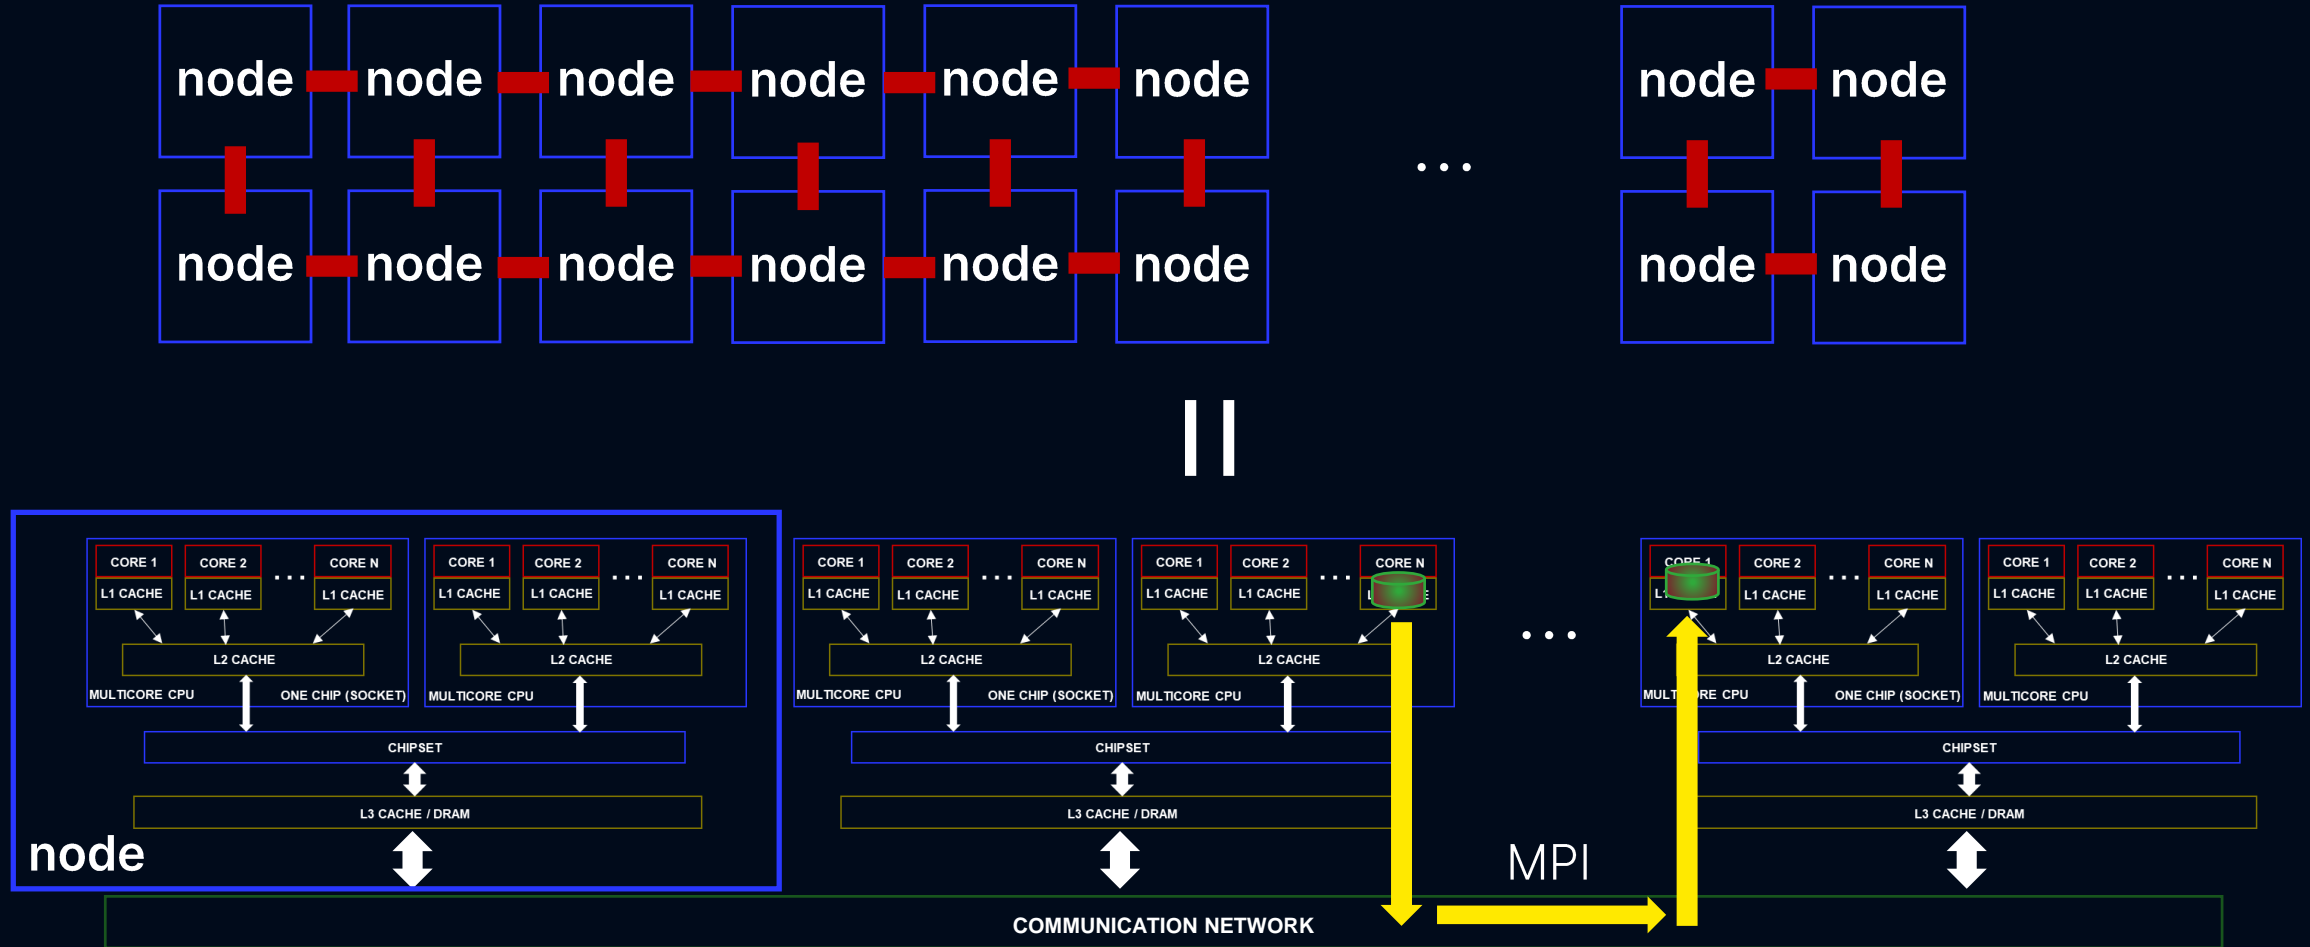 node node node node node node node node
...
node node node node node node node node
CORE 1 CORE 2 ... CORE N CORE 1 CORE 2 ... CORE N CORE 1 CORE 2 ... CORE N CORE 1 CORE 2 ... CORE N CORE 1 CORE 2 ... CORE N CORE 1 CORE 2 ... CORE N
L1 CACHE L1 CACHE L1 CACHE L1 CACHE L1 CACHE L1 CACHE L1 CACHE L1 CACHE L1 CACHE L1 CACHE L1 CACHE L1 CACHE L1 CACHE L1 CACHE L1 CACHE L1 CACHE
...
L2 CACHE L2 CACHE L2 CACHE L2 CACHE L2 CACHE L2 CACHE
MULTICORE CPU ONE CHIP (SOCKET) MULTICORE CPU MULTICORE CPU ONE CHIP (SOCKET) MULTICORE CPU MULTICORE CPU ONE CHIP (SOCKET) MULTICORE CPU
CHIPSET CHIPSET CHIPSET
L3 CACHE / DRAM L3 CACHE / DRAM L3 CACHE / DRAM
node MPI
COMMUNICATION NETWORK